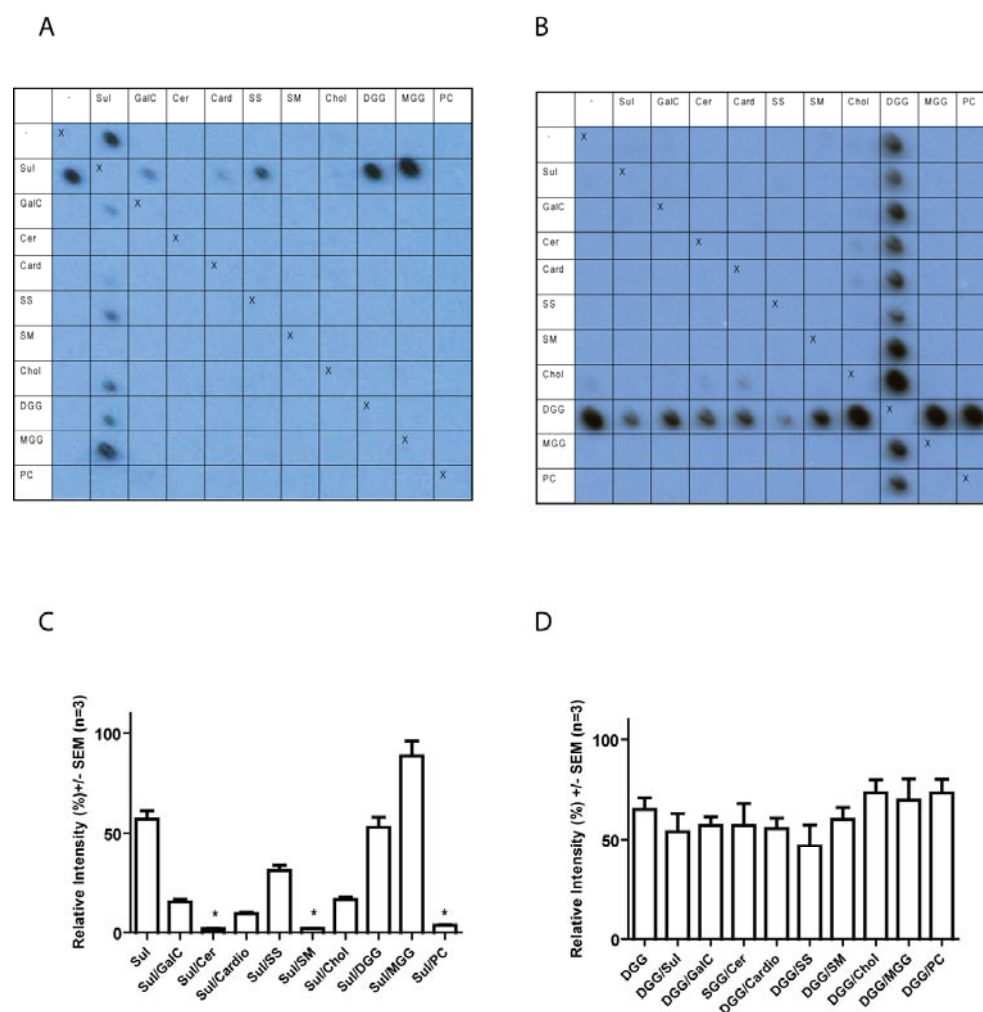 A
B
- Sul GalC Cer Card SS SM Chol DGG MGG PC
- X
Sul X
GalC X
Cer X
Card X
SS X
SM X
Chol X
DGG X
MGG X
PC X
- Sul GalC Cer Card SS SM Chol DGG MGG PC
- X
Sul X
GalC X
Cer X
Card X
SS X
SM X
Chol X
DGG X
MGG X
PC X
C
D
Relative Intensity (%)+/- SEM (n=3)
100
50
0
* * *
Sul
Sul/GalC
Sul/Cer
Sul/Cardio
Sul/SS
Sul/SM
Sul/Chol
Sul/DGG
Sul/MGG
Sul/PC
Relative Intensity (%) +/- SEM (n=3)
100
50
0
DGG
DGG/Sul
DGG/GalC
SGG/Cer
DGG/Cardio
DGG/SS
DGG/SM
DGG/Chol
DGG/MGG
DGG/PC